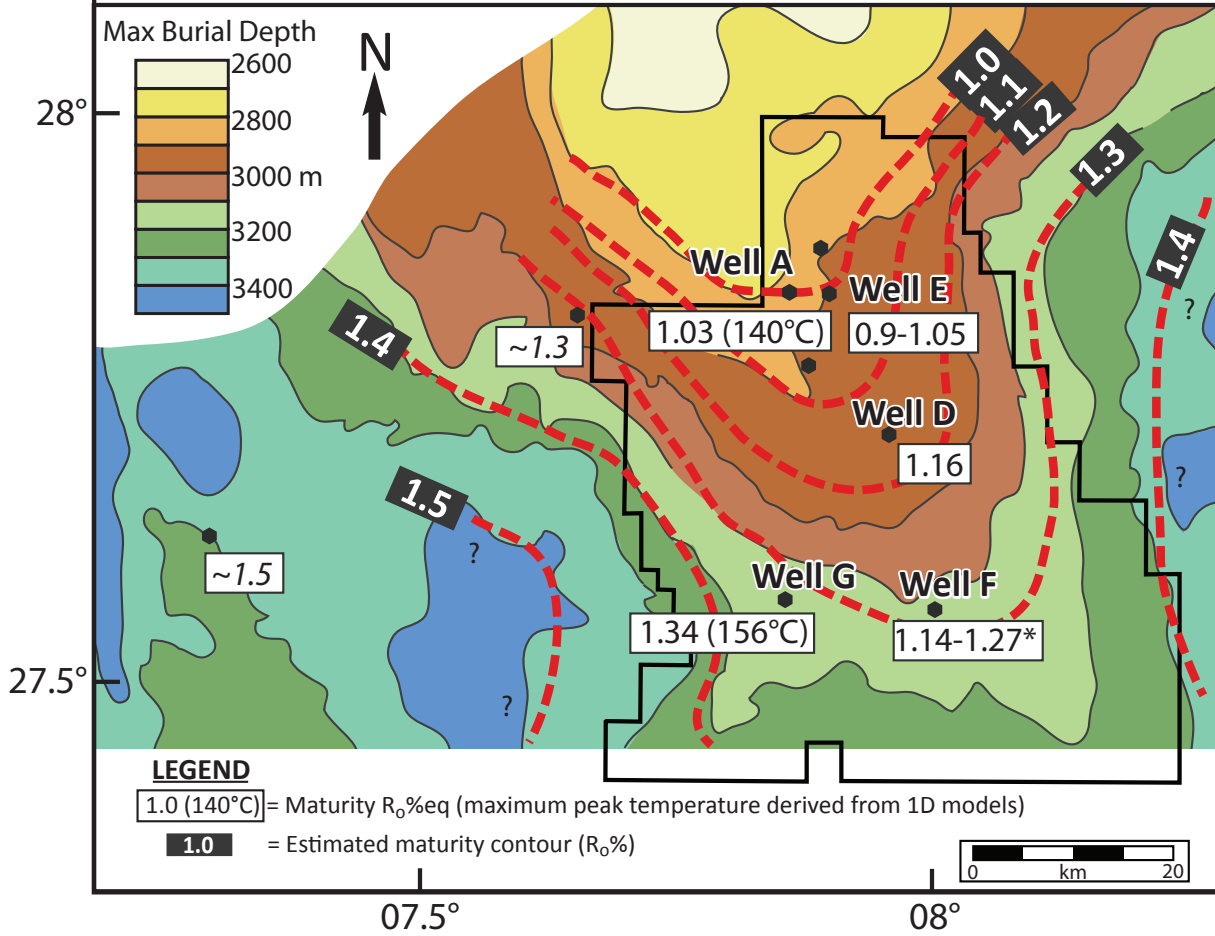 Max Burial Depth
2600
2800
3000 m
3200
3400
N
28°
27.5°
07.5°
08°
1.0
1.1
1.2
1.3
1.4
1.4
1.5
Well A
1.03 (140°C)
Well E
0.9-1.05
~1.3
Well D
1.16
~1.5
Well G
1.34 (156°C)
Well F
1.14-1.27*
?
?
?
?
LEGEND
1.0 (140°C) = Maturity Rₒ%eq (maximum peak temperature derived from 1D models)
1.0 = Estimated maturity contour (Rₒ%)
0 km 20